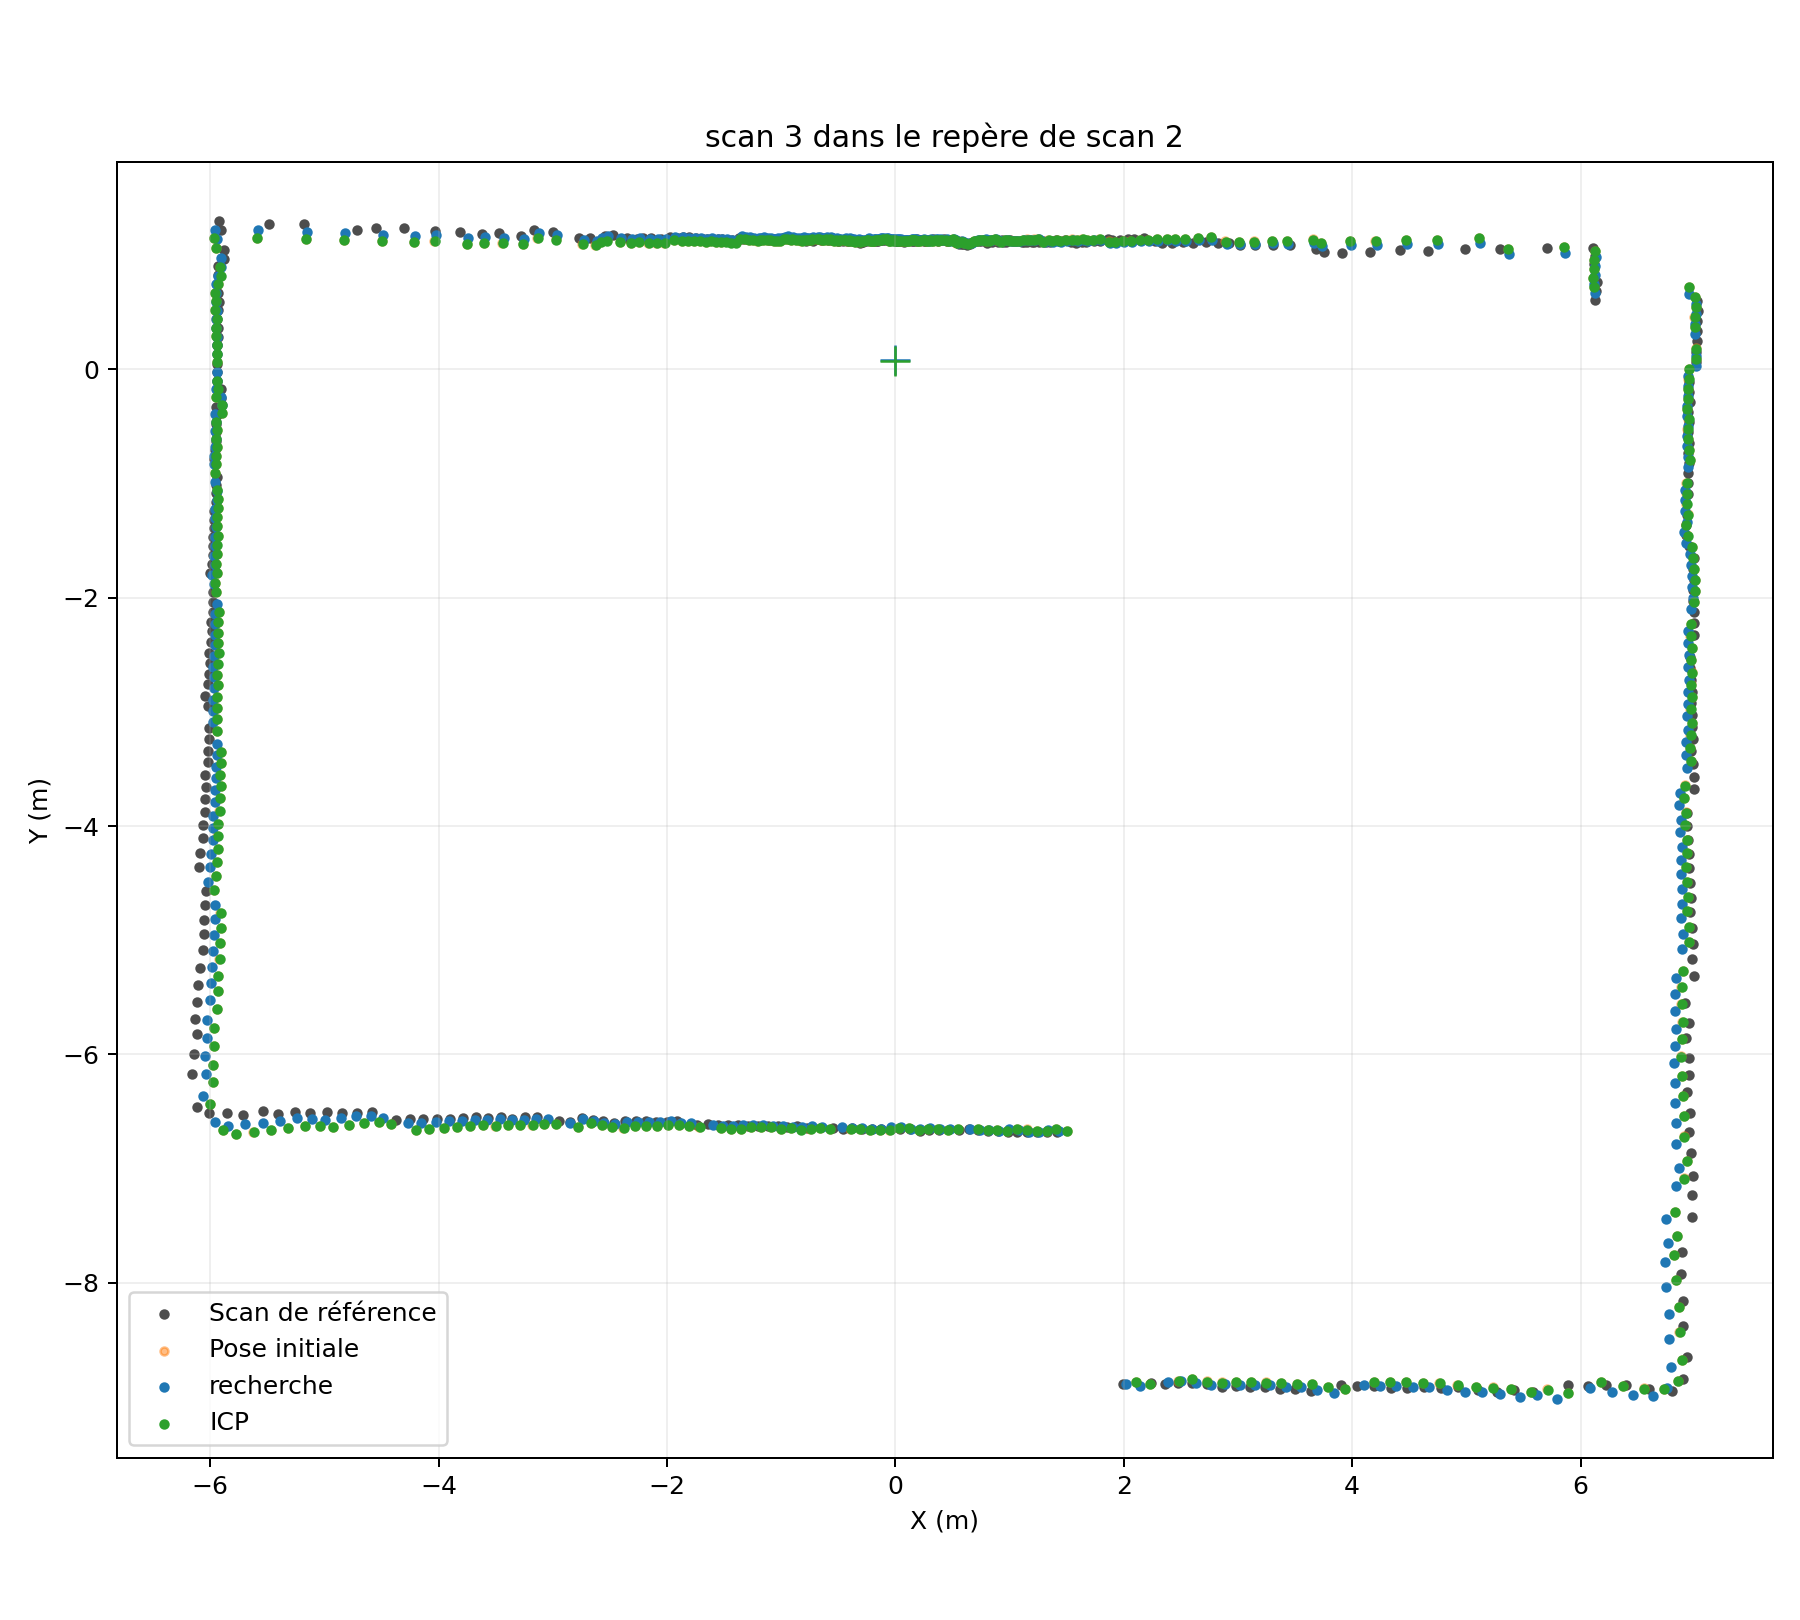 scan 3 dans le repère de scan 2
0
−2
−4
−6
−8
Y (m)
Scan de référence
Pose initiale
recherche
ICP
−6 −4 −2 0 2 4 6
X (m)